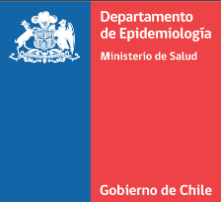 Departamento
de Epidemiología
Ministerio de Salud
Gobierno de Chile